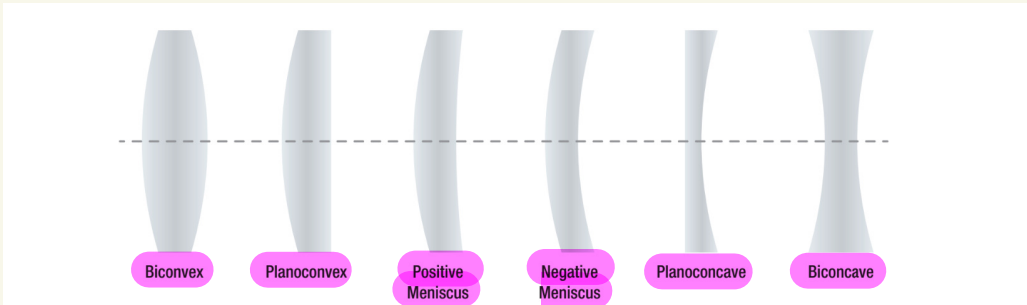 Biconvex
Planoconvex
Positive
Meniscus
Negative
Meniscus
Planoconcave
Biconcave